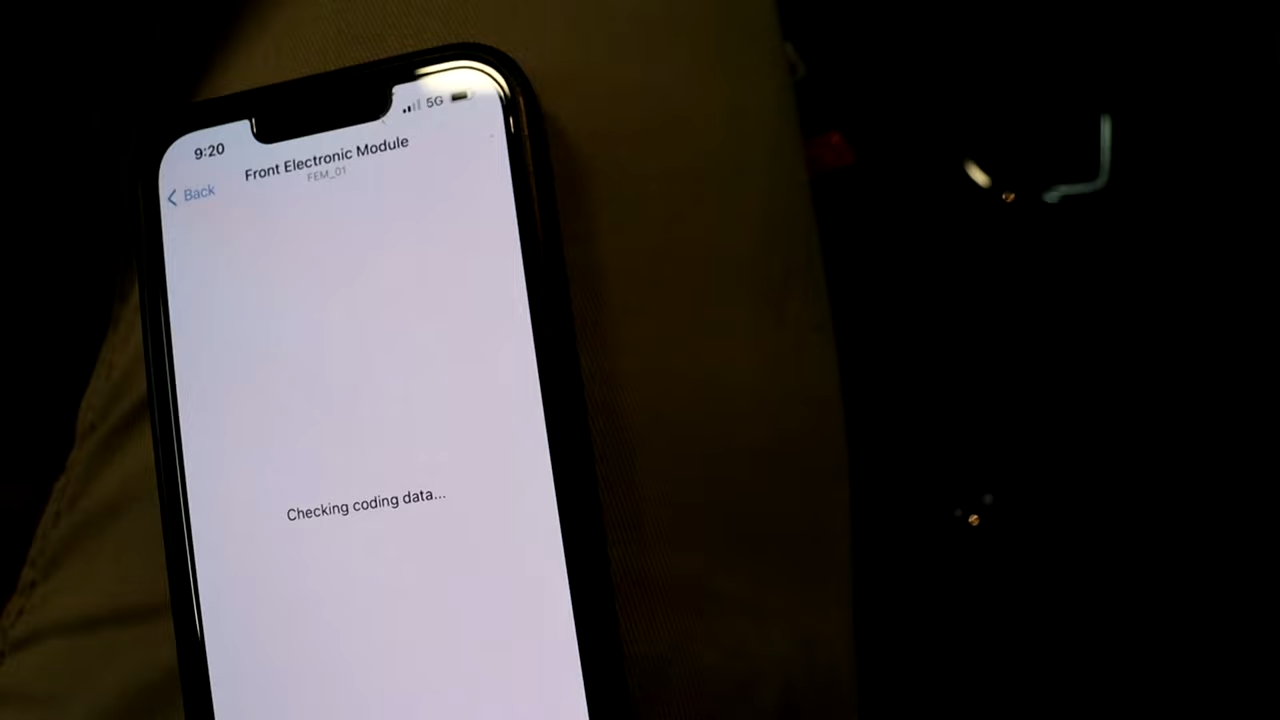 9:20
5G
Back
Front Electronic Module
FEM_01
Checking coding data...